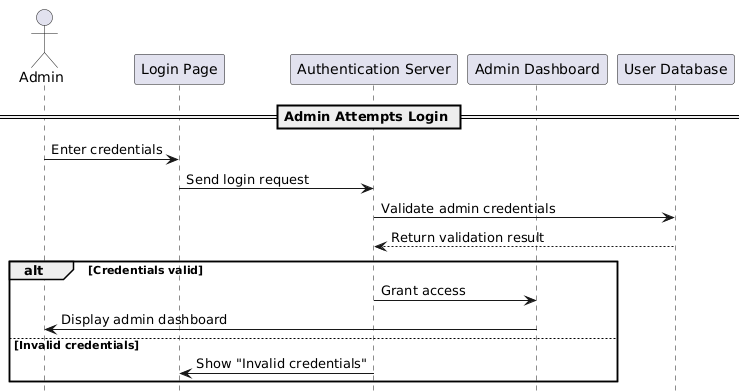 Admin
Login Page
Authentication Server
Admin Dashboard
User Database
Admin Attempts Login
Enter credentials
Send login request
Validate admin credentials
Return validation result
alt [Credentials valid]
Grant access
Display admin dashboard
[Invalid credentials]
Show "Invalid credentials"